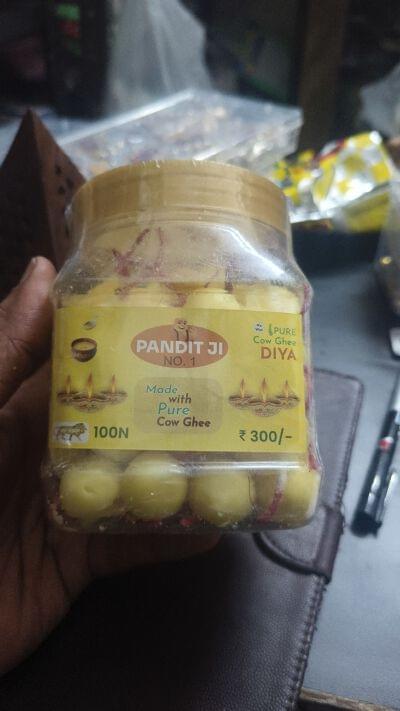 PANDIT JI
NO. 1
PURE
Cow Ghee
DIYA
Made
with
Pure
Cow Ghee
100N
₹ 300/-